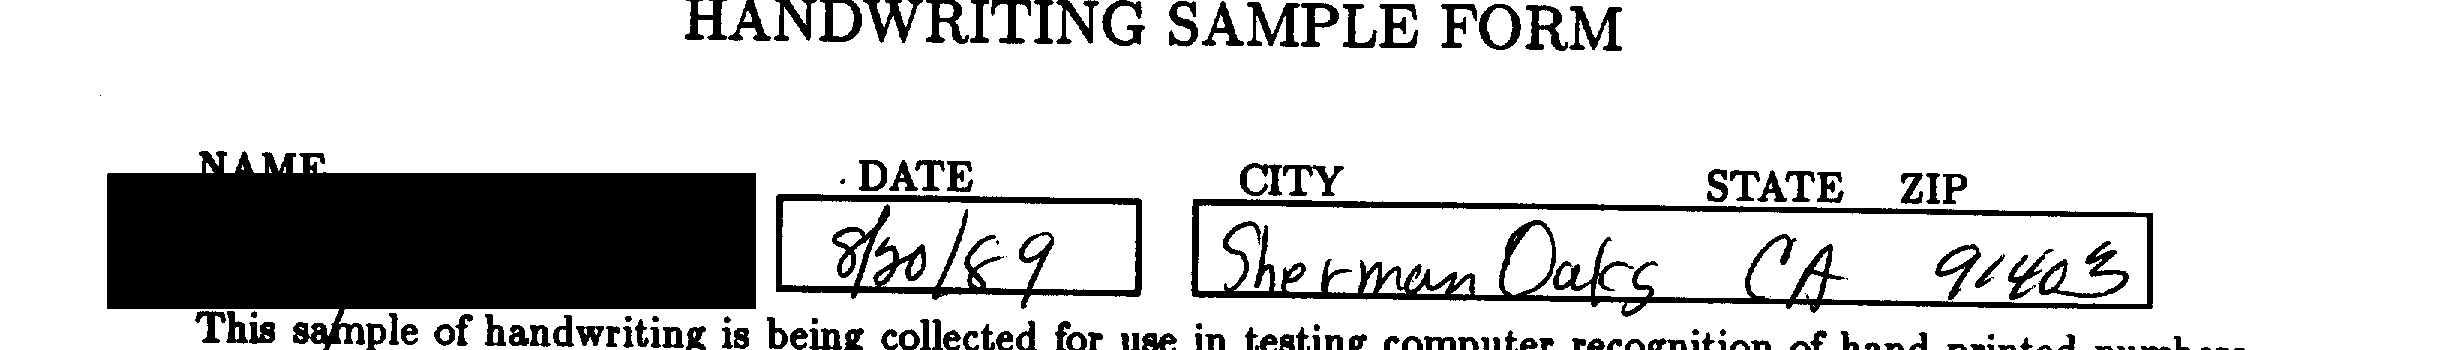 HANDWRITING SAMPLE FORM
NAME DATE CITY STATE ZIP
8/30/89 Sherman Oaks CA 91403
This sample of handwriting is being collected for use in testing computer recognition of hand printed numbers